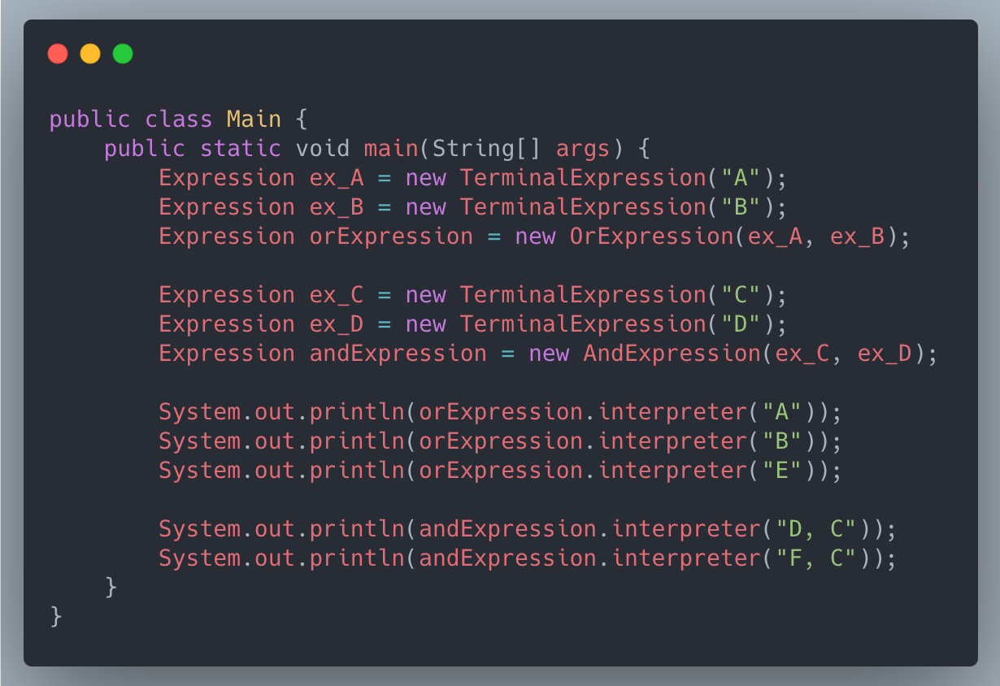 public class Main {
    public static void main(String[] args) {
        Expression ex_A = new TerminalExpression("A");
        Expression ex_B = new TerminalExpression("B");
        Expression orExpression = new OrExpression(ex_A, ex_B);

        Expression ex_C = new TerminalExpression("C");
        Expression ex_D = new TerminalExpression("D");
        Expression andExpression = new AndExpression(ex_C, ex_D);

        System.out.println(orExpression.interpreter("A"));
        System.out.println(orExpression.interpreter("B"));
        System.out.println(orExpression.interpreter("E"));

        System.out.println(andExpression.interpreter("D, C"));
        System.out.println(andExpression.interpreter("F, C"));
    }
}